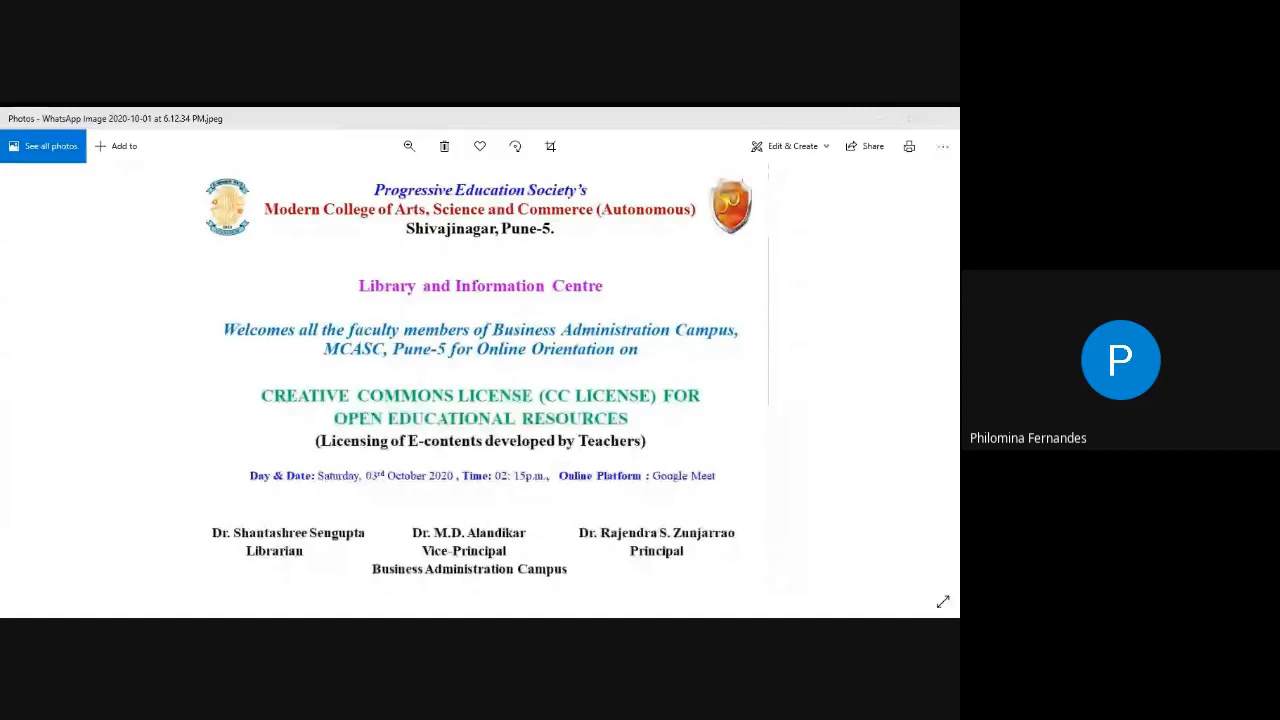 Photos - WhatsApp Image 2020-10-01 at 6.12.34 PM.jpeg
See all photos
Add to
Edit & Create
Share
Progressive Education Society's
Modern College of Arts, Science and Commerce (Autonomous)
Shivajinagar, Pune-5.
Library and Information Centre
Welcomes all the faculty members of Business Administration Campus,
MCASC, Pune-5 for Online Orientation on
CREATIVE COMMONS LICENSE (CC LICENSE) FOR
OPEN EDUCATIONAL RESOURCES
(Licensing of E-contents developed by Teachers)
Day & Date: Saturday, 03rd October 2020 , Time: 02: 15p.m., Online Platform : Google Meet
Dr. Shantashree Sengupta
Librarian
Dr. M.D. Alandikar
Vice-Principal
Business Administration Campus
Dr. Rajendra S. Zunjarrao
Principal
P
Philomina Fernandes